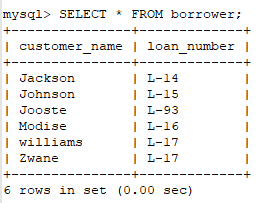 mysql> SELECT * FROM borrower;
+---------------+-------------+
| customer_name | loan_number |
+---------------+-------------+
| Jackson       | L-14        |
| Johnson       | L-15        |
| Jooste        | L-93        |
| Modise        | L-16        |
| williams      | L-17        |
| Zwane         | L-17        |
+---------------+-------------+
6 rows in set (0.00 sec)